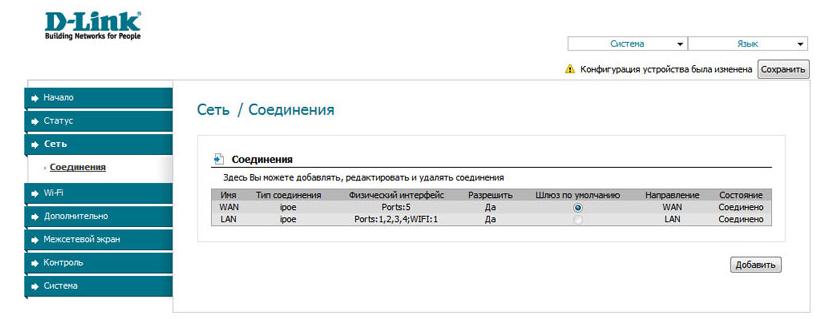 D-Link
Building Networks for People
Система Язык
Конфигурация устройства была изменена Сохранить
Начало
Статус
Сеть
Соединения
Wi-Fi
Дополнительно
Межсетевой экран
Контроль
Система
Сеть / Соединения
Соединения
Здесь Вы можете добавлять, редактировать и удалять соединения
Имя Тип соединения Физический интерфейс Разрешить Шлюз по умолчанию Направление Состояние
WAN ipoe Ports:5 Да WAN Соединено
LAN ipoe Ports:1,2,3,4;WIFI:1 Да LAN Соединено
Добавить